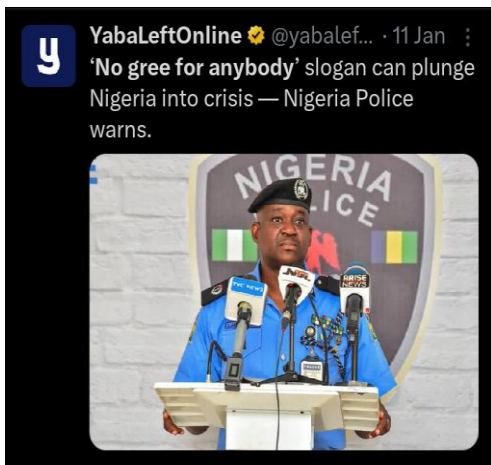 y
YabaLeftOnline @yabalef... · 11 Jan
‘No gree for anybody’ slogan can plunge
Nigeria into crisis — Nigeria Police
warns.
NIGERIA
LICE
TVC NEWS
ARISE
NEWS